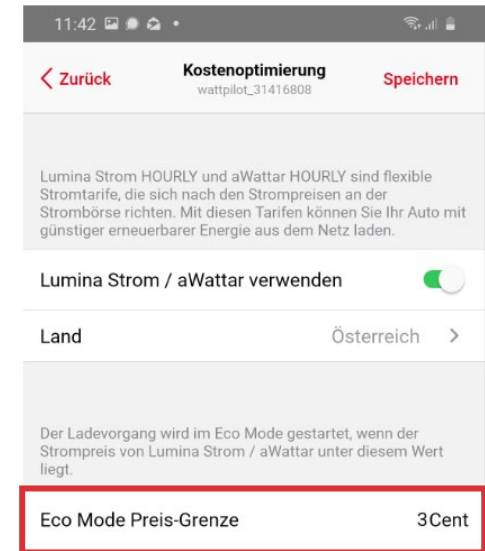 11:42
Zurück
Kostenoptimierung
Speichern
wattpilot_31416808
Lumina Strom HOURLY und aWattar HOURLY sind flexible
Stromtarife, die sich nach den Strompreisen an der
Strombörse richten. Mit diesen Tarifen können Sie Ihr Auto mit
günstiger erneuerbarer Energie aus dem Netz laden.
Lumina Strom / aWattar verwenden
Land Österreich
Der Ladevorgang wird im Eco Mode gestartet, wenn der
Strompreis von Lumina Strom / aWattar unter diesem Wert
liegt.
Eco Mode Preis-Grenze 3Cent